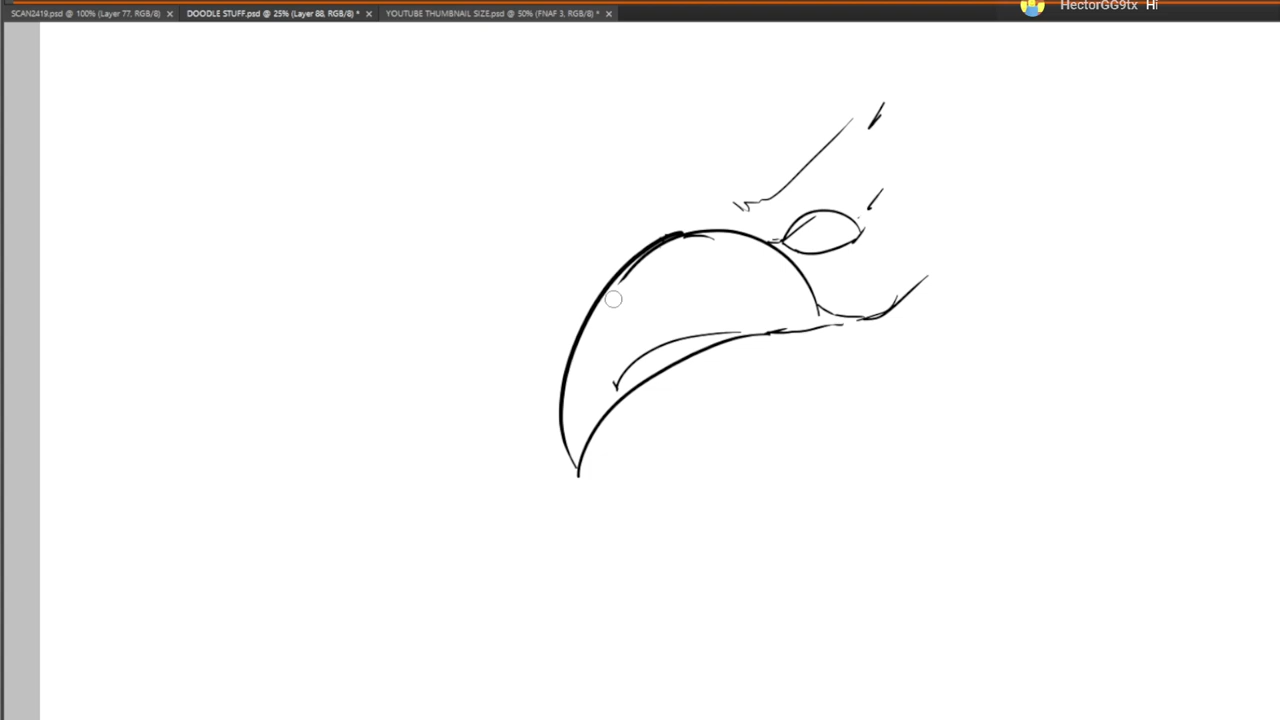 HectorGG9tx Hi
SCAN2419.psd @ 100% (Layer 77, RGB/8) DOODLE STUFF.psd @ 25% (Layer 88, RGB/8) * YOUTUBE THUMBNAIL SIZE.psd @ 50% (FNAF 3, RGB/8) *